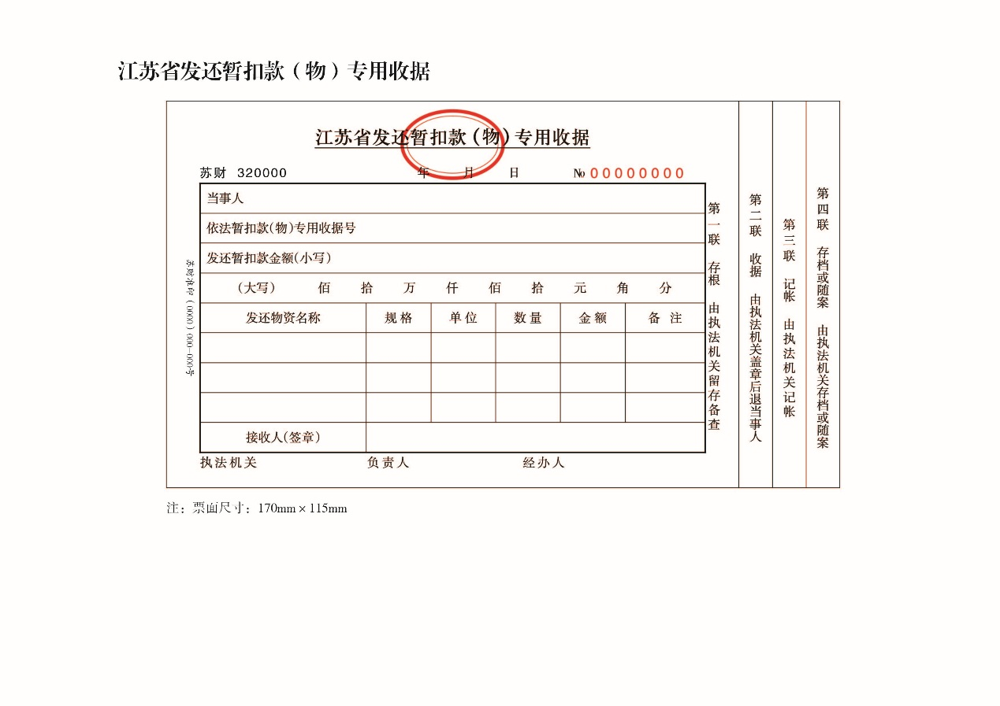 江苏省发还暂扣款（物）专用收据
江苏省发还暂扣款(物)专用收据
苏财 320000 年 月 日 № 00000000
当事人
依法暂扣款(物)专用收据号
发还暂扣款金额(小写)
(大写) 佰 拾 万 仟 佰 拾 元 角 分
发还物资名称 规格 单位 数量 金额 备注
接收人(签章)
执法机关 负责人 经办人
苏财准印（0000）000—000号
第一联 存根 由执法机关留存备查
第二联 收据 由执法机关盖章后退当事人
第三联 记帐 由执法机关记帐
第四联 存档或随案 由执法机关存档或随案
注：票面尺寸：170mm×115mm